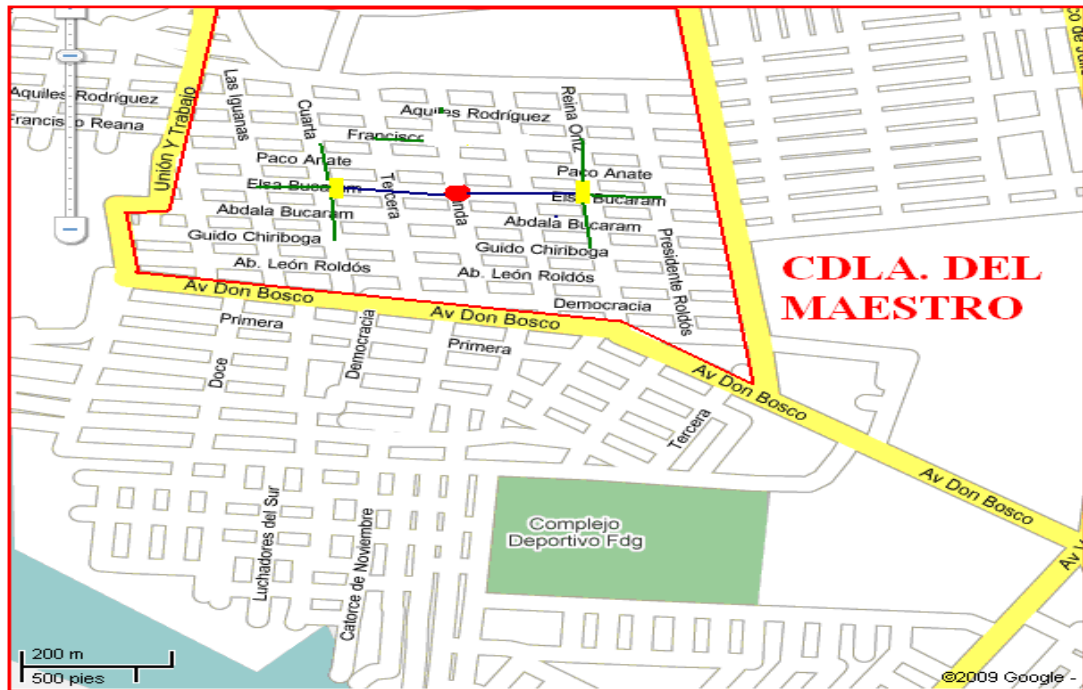 Aquiles Rodríguez
Francisco Reana
Unión Y Trabajo
Las Iguanas
Cuarta
Aquiles Rodríguez
Reina Ortiz
Paco Anate
Paco Anate
Tercera
Elsa Bucaram
Abdala Bucaram
Abdala Bucaram
Guido Chiriboga
Guido Chiriboga
Presidente Roldós
Ab. León Roldós
Ab. León Roldós
CDLA. DEL
MAESTRO
Av Don Bosco
Democracia
Av Don Bosco
Primera
Democracia
Primera
Doce
Av Don Bosco
Tercera
Av Don Bosco
Luchadores del Sur
Catorce de Noviembre
Complejo
Deportivo Fdg
200 m
500 pies
©2009 Google -